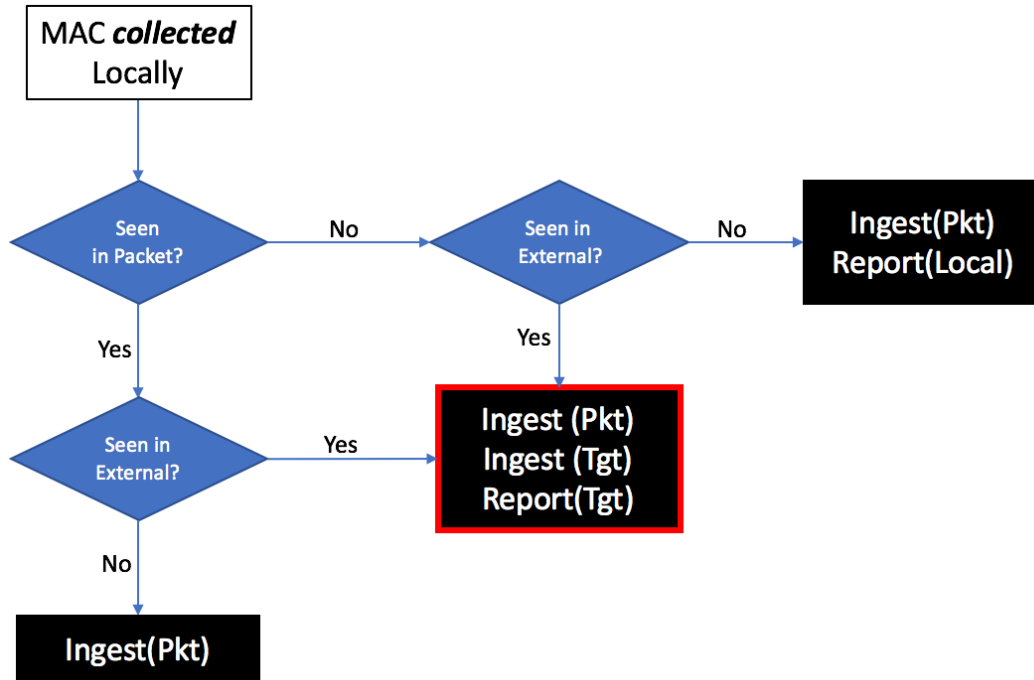 MAC collected
Locally
Seen
in Packet?
No
Seen in
External?
No
Ingest(Pkt)
Report(Local)
Yes
Yes
Seen in
External?
Yes
Ingest (Pkt)
Ingest (Tgt)
Report(Tgt)
No
Ingest(Pkt)